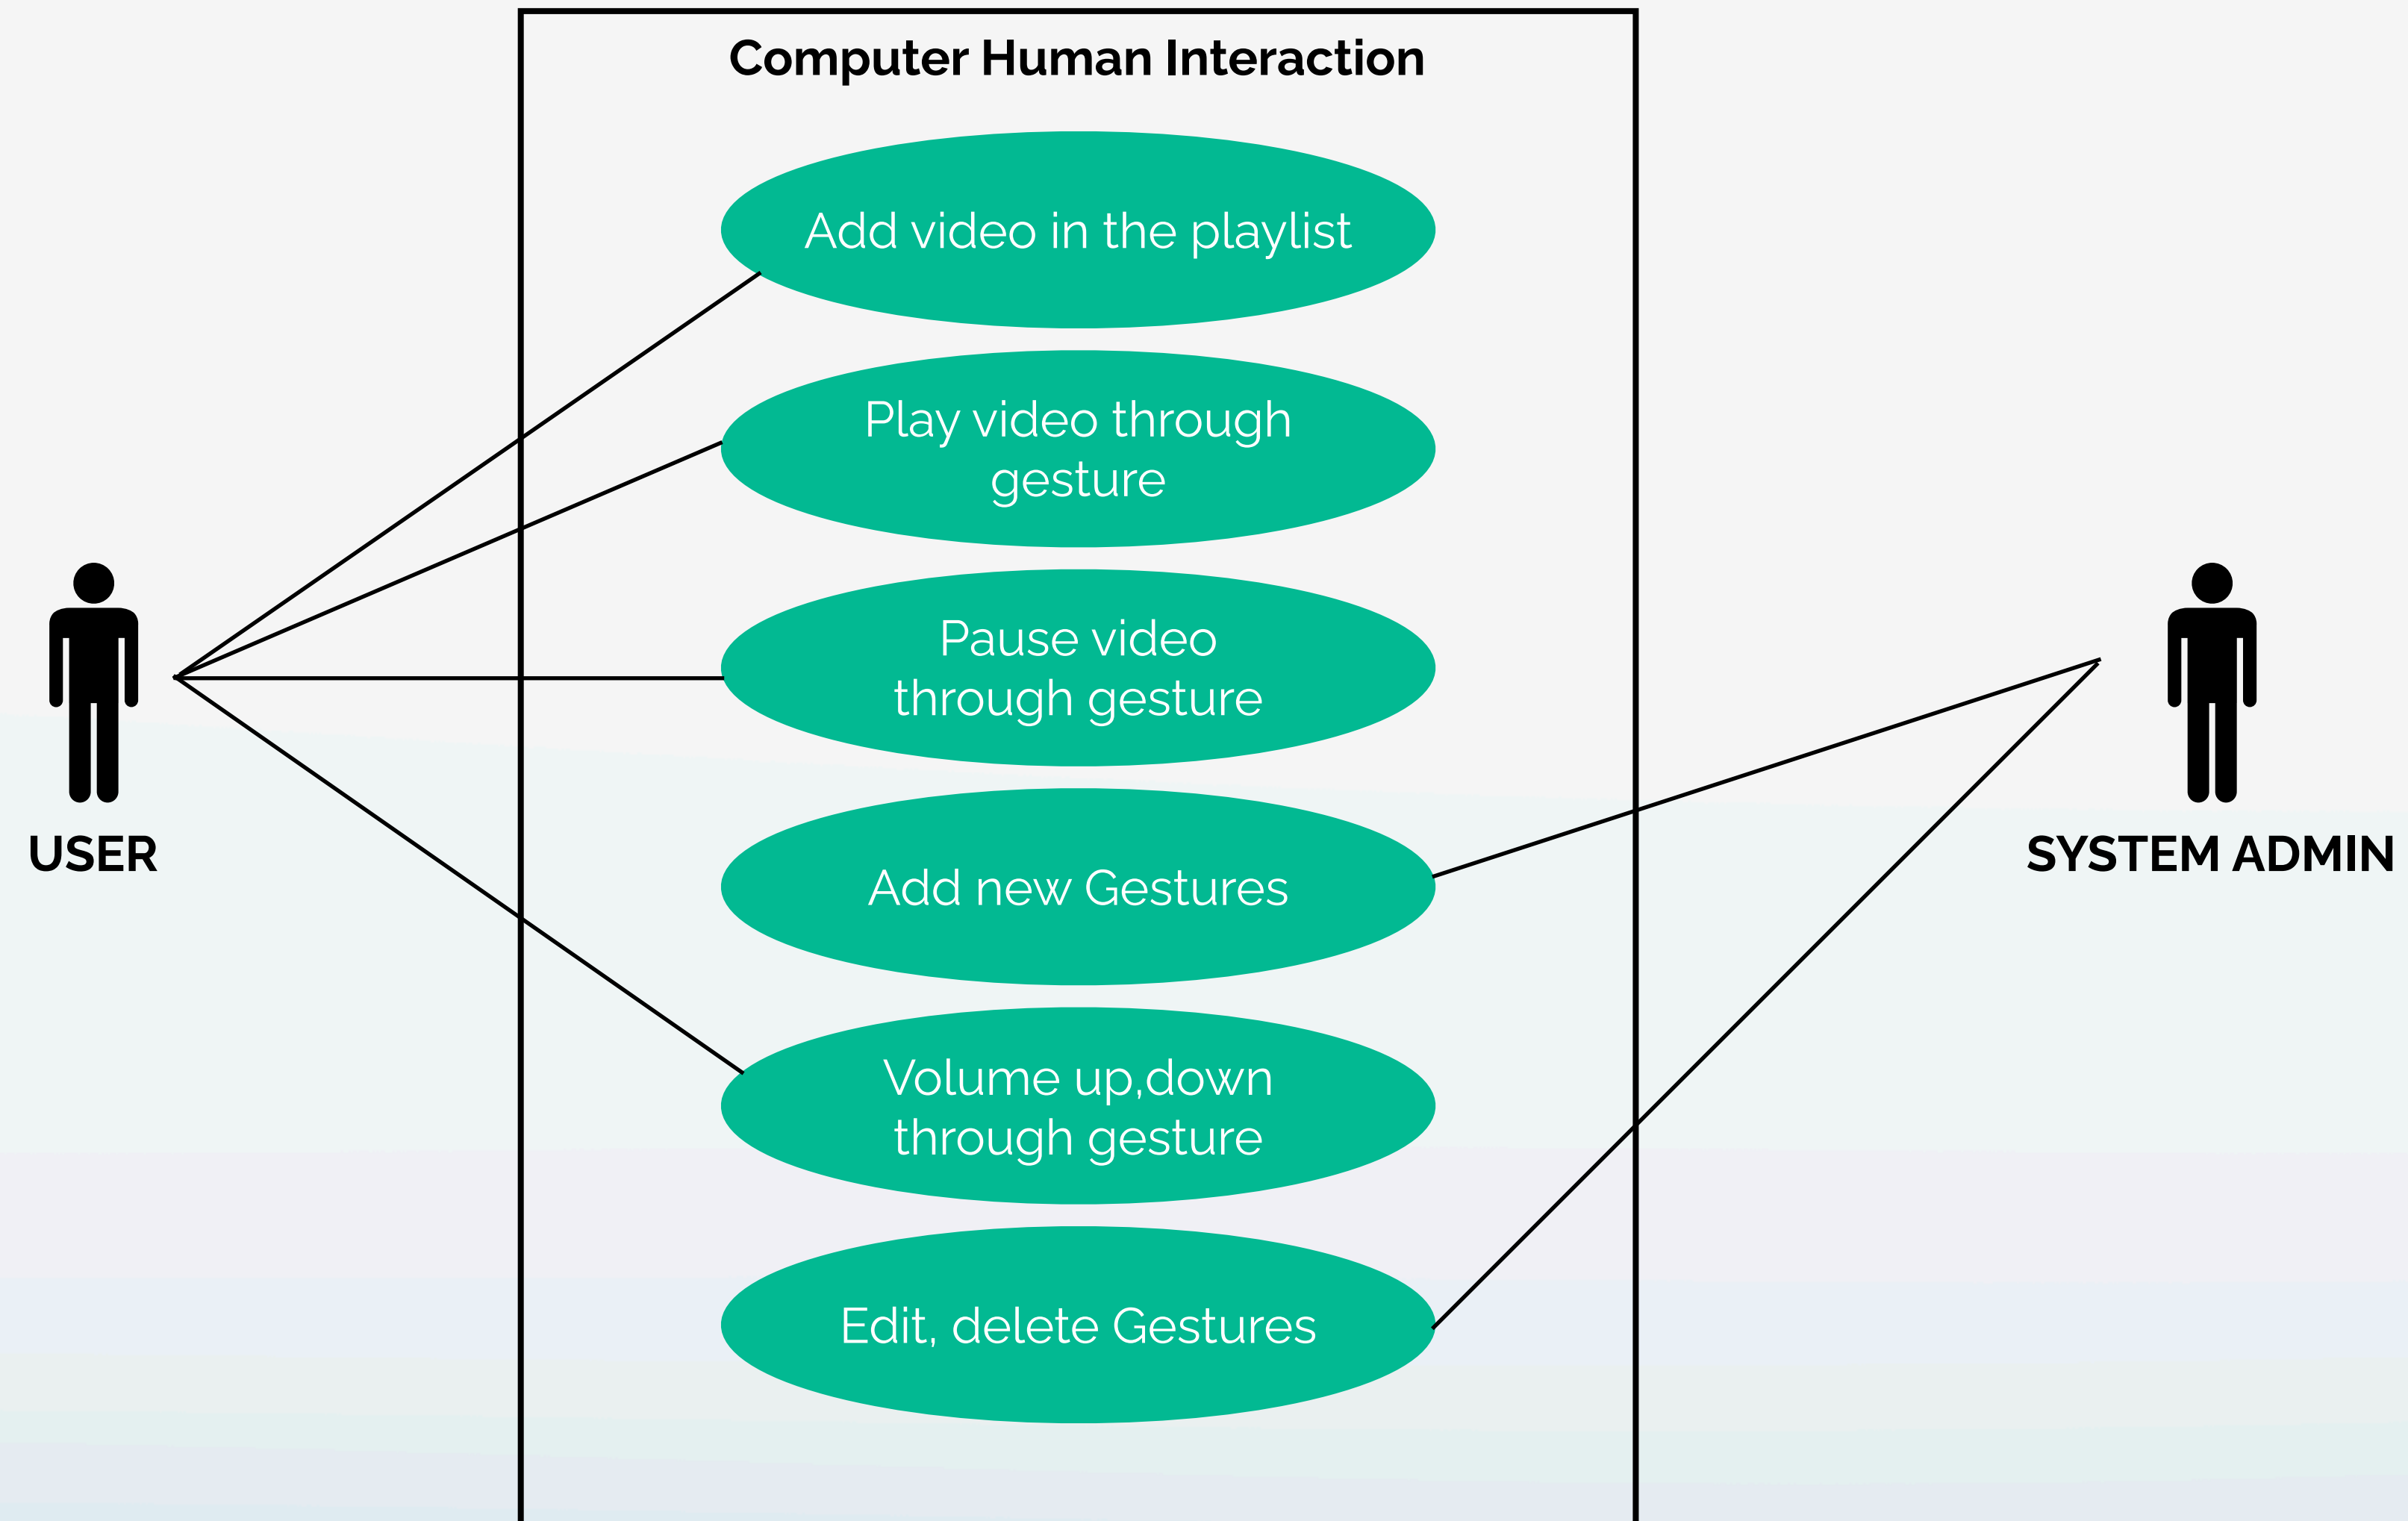 Computer Human Interaction
Add video in the playlist
Play video through
gesture
Pause video
through gesture
USER
SYSTEM ADMIN
Add new Gestures
Volume up,down
through gesture
Edit, delete Gestures